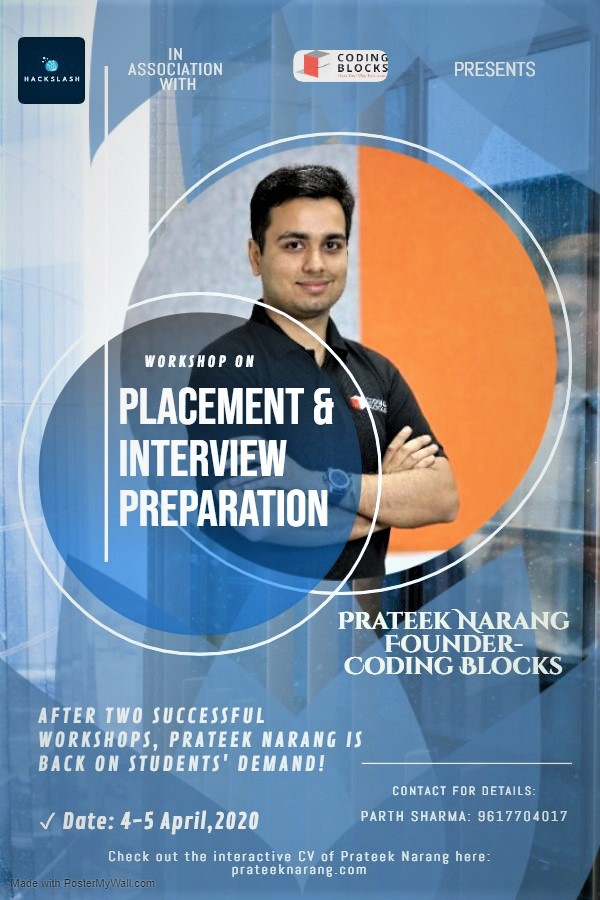 HACKSLASH
IN
ASSOCIATION
WITH
CODING
BLOCKS
PRESENTS
WORKSHOP ON
PLACEMENT &
INTERVIEW
PREPARATION
PRATEEK NARANG
FOUNDER-
CODING BLOCKS
AFTER TWO SUCCESSFUL
WORKSHOPS, PRATEEK NARANG IS
BACK ON STUDENTS' DEMAND!
✓ Date: 4-5 April,2020
CONTACT FOR DETAILS:
PARTH SHARMA: 9617704017
Check out the interactive CV of Prateek Narang here:
prateeknarang.com
Made with PosterMyWall.com